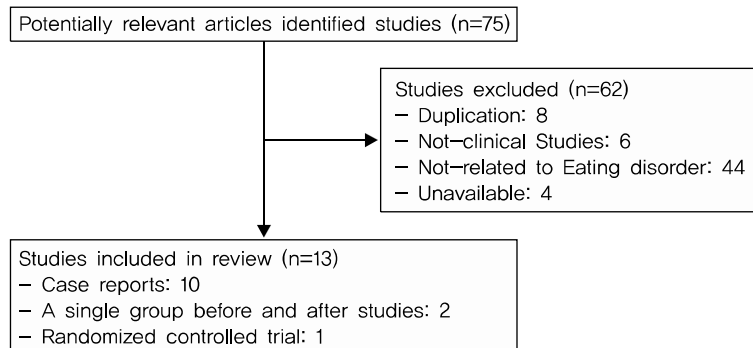 Potentially relevant articles identified studies (n=75)
Studies excluded (n=62)
– Duplication: 8
– Not-clinical Studies: 6
– Not-related to Eating disorder: 44
– Unavailable: 4
Studies included in review (n=13)
– Case reports: 10
– A single group before and after studies: 2
– Randomized controlled trial: 1